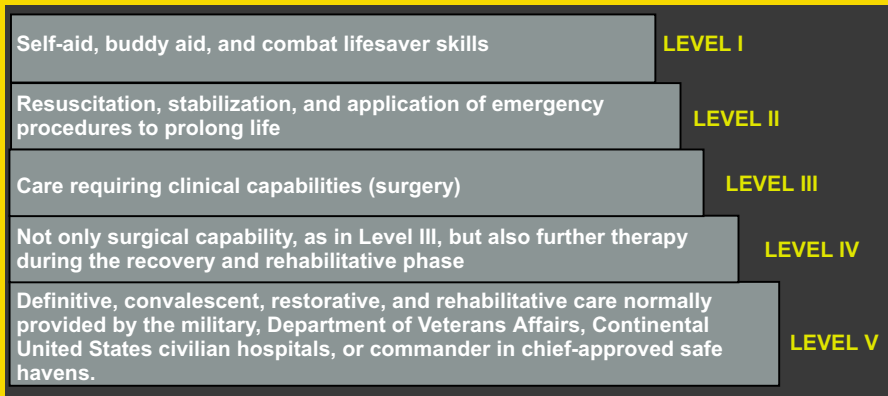 Self-aid, buddy aid, and combat lifesaver skills
LEVEL I
Resuscitation, stabilization, and application of emergency
procedures to prolong life
LEVEL II
Care requiring clinical capabilities (surgery)
LEVEL III
Not only surgical capability, as in Level III, but also further therapy
during the recovery and rehabilitative phase
LEVEL IV
Definitive, convalescent, restorative, and rehabilitative care normally
provided by the military, Department of Veterans Affairs, Continental
United States civilian hospitals, or commander in chief-approved safe
havens.
LEVEL V